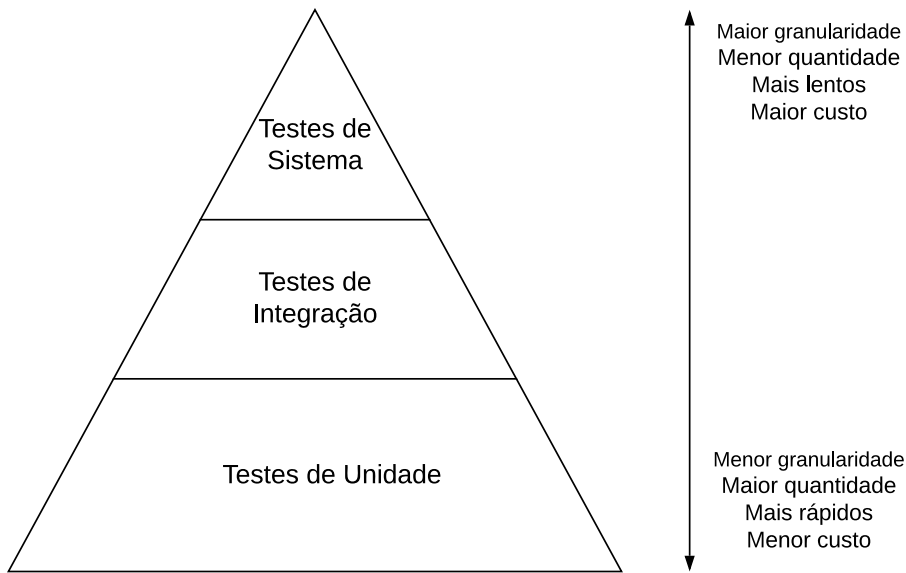 Testes de
Sistema
Testes de
Integração
Testes de Unidade
Maior granularidade
Menor quantidade
Mais lentos
Maior custo
Menor granularidade
Maior quantidade
Mais rápidos
Menor custo